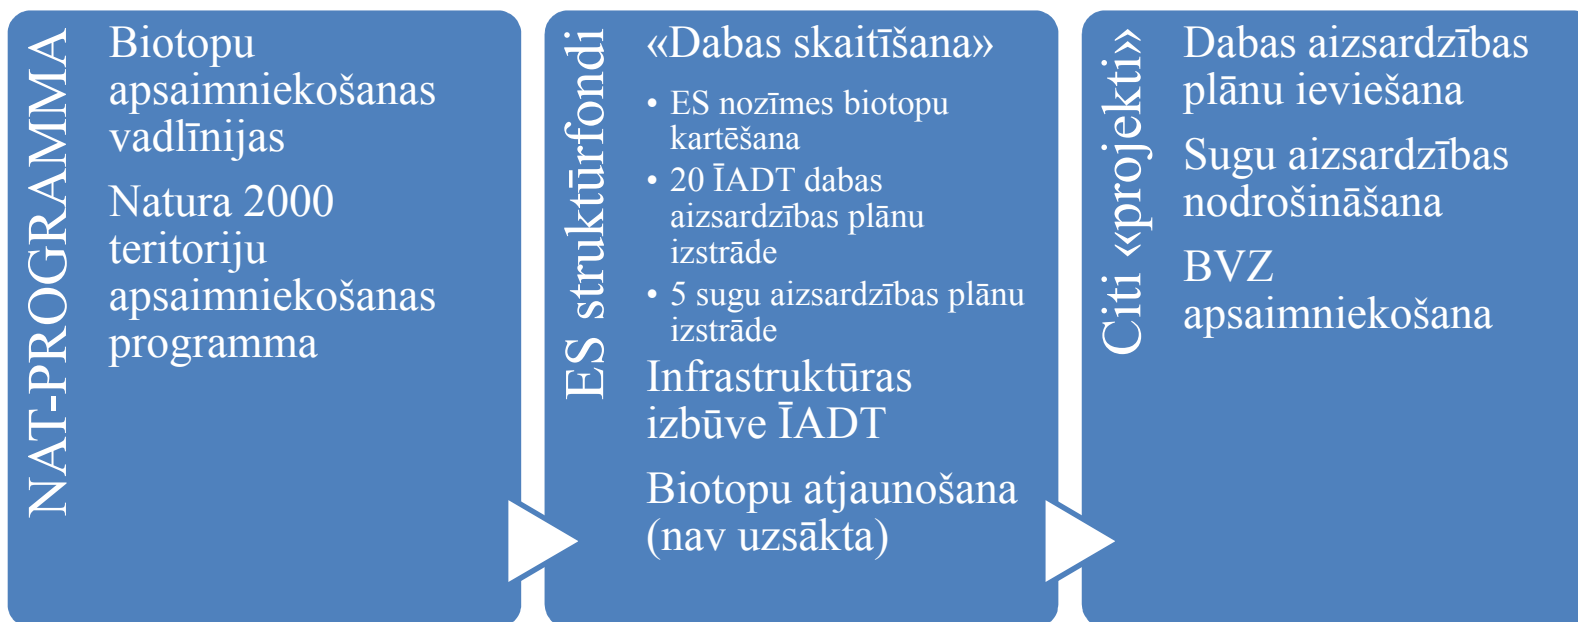 NAT-PROGRAMMA
Biotopu
apsaimniekošanas
vadlīnijas
Natura 2000
teritoriju
apsaimniekošanas
programma
ES struktūrfondi
«Dabas skaitīšana»
• ES nozīmes biotopu
kartēšana
• 20 ĪADT dabas
aizsardzības plānu
izstrāde
• 5 sugu aizsardzības plānu
izstrāde
Infrastruktūras
izbūve ĪADT
Biotopu atjaunošana
(nav uzsākta)
Citi «projekti»
Dabas aizsardzības
plānu ieviešana
Sugu aizsardzības
nodrošināšana
BVZ
apsaimniekošana